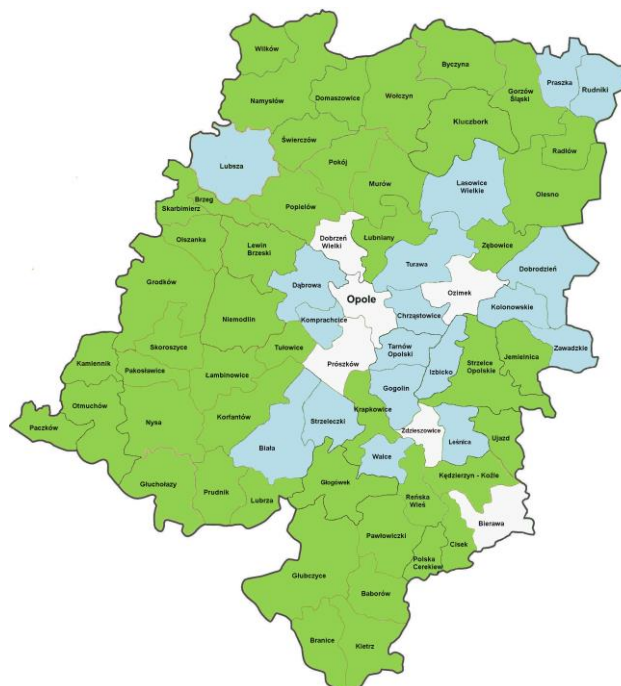 Wilków
Byczyna
Praszka
Rudniki
Namysłów
Domaszowice
Wołczyn
Gorzów
Śląski
Kluczbork
Świerczów
Radłów
Lubsza
Pokój
Murów
Lasowice
Wielkie
Olesno
Brzeg
Skarbimierz
Popielów
Olszanka
Lewin
Brzeski
Dobrzeń
Wielki
Łubniany
Zębowice
Turawa
Dobrodzień
Grodków
Dąbrowa
Opole
Ozimek
Chrząstowice
Kolonowskie
Niemodlin
Komprachcice
Skoroszyce
Tułowice
Prószków
Tarnów
Opolski
Izbicko
Strzelce
Opolskie
Jemielnica
Zawadzkie
Kamiennik
Pakosławice
Łambinowice
Gogolin
Otmuchów
Nysa
Korfantów
Strzeleczki
Krapkowice
Paczków
Biała
Zdzieszowice
Leśnica
Ujazd
Walce
Głuchołazy
Prudnik
Lubrza
Głogówek
Kędzierzyn - Koźle
Reńska
Wieś
Bierawa
Pawłowiczki
Cisek
Polska
Cerekiew
Głubczyce
Baborów
Branice
Kietrz